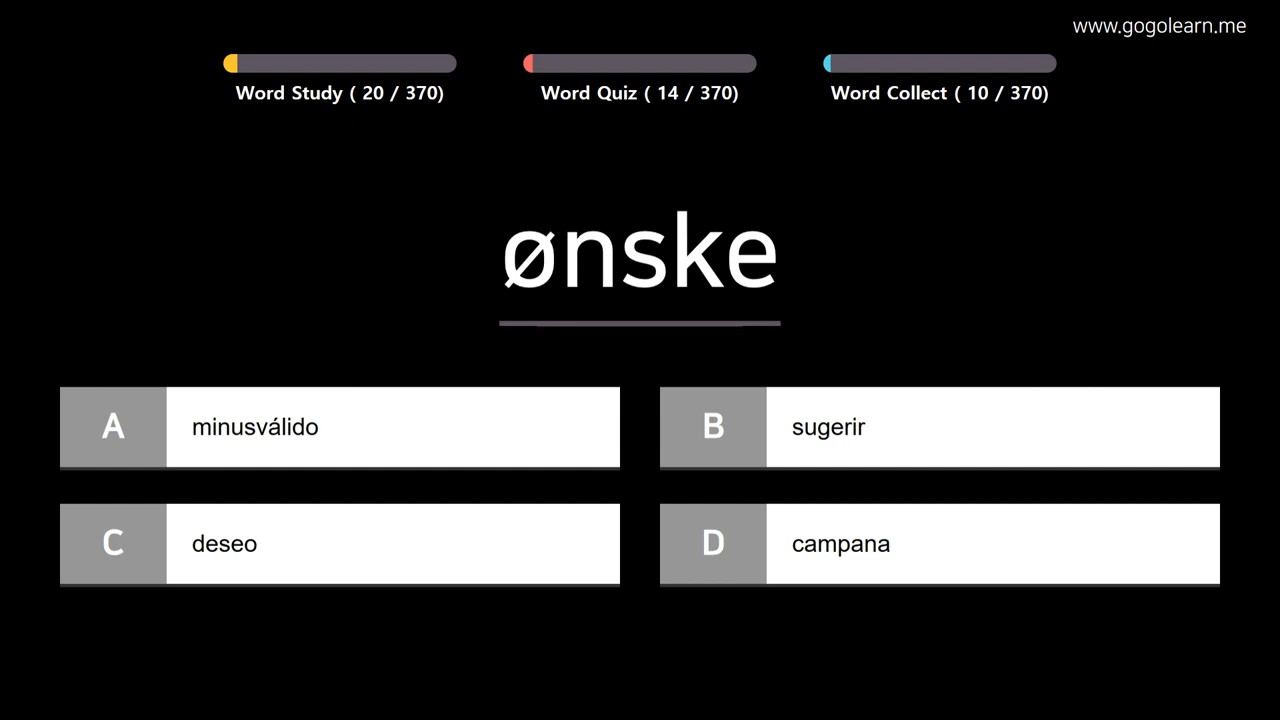 www.gogolearn.me
Word Study ( 20 / 370)
Word Quiz ( 14 / 370)
Word Collect ( 10 / 370)
ønske
A
minusválido
B
sugerir
C
deseo
D
campana